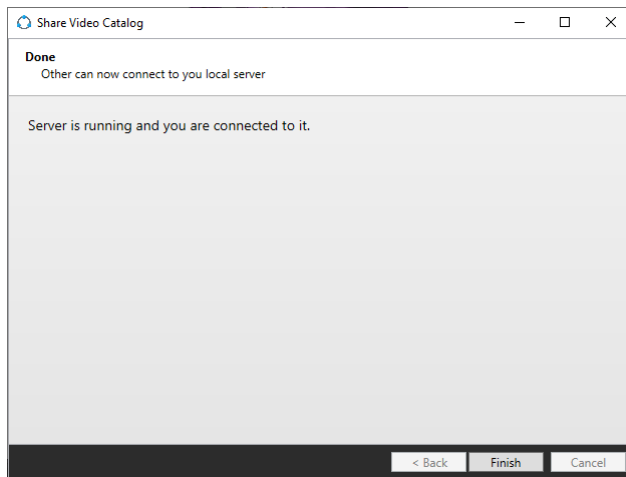 Share Video Catalog
Done
Other can now connect to you local server
Server is running and you are connected to it.
< Back Finish Cancel